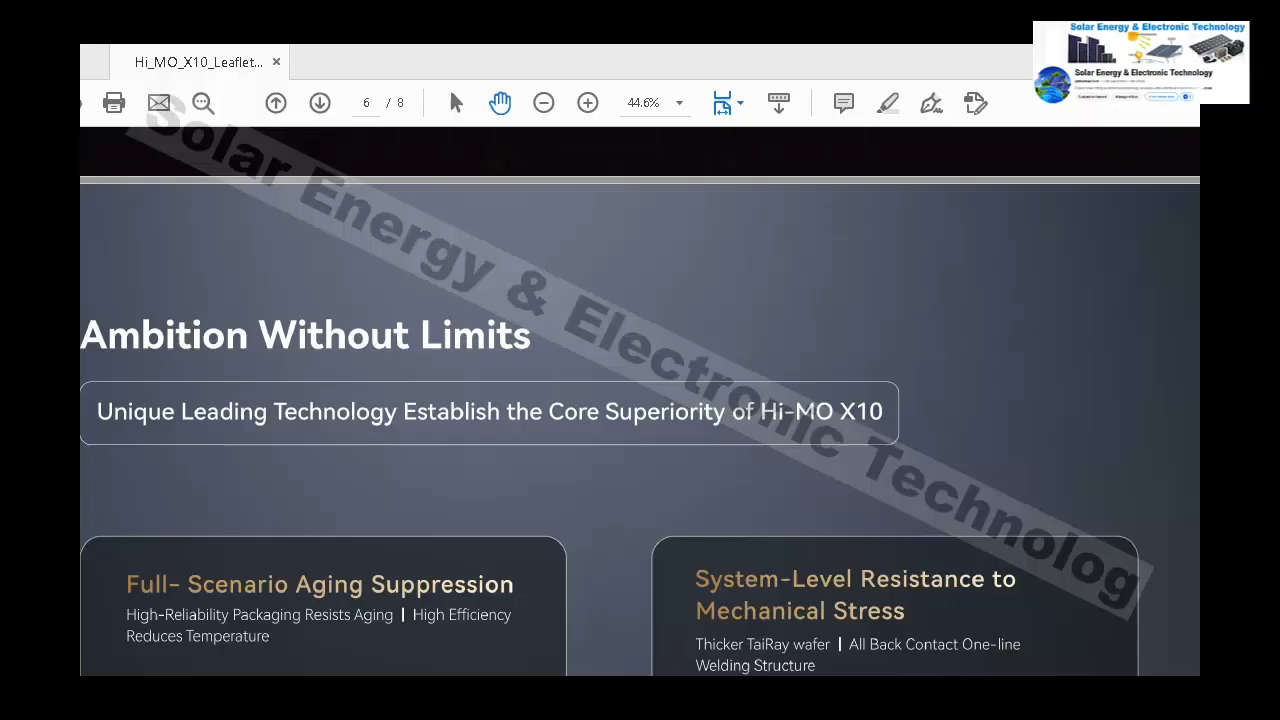 Solar Energy & Electronic Technology
Solar Energy & Electronic Technology
Hi_MO_X10_Leaflet...
6 / 8
44.6%
Solar Energy & Electronic Technolog
Ambition Without Limits
Unique Leading Technology Establish the Core Superiority of Hi-MO X10
Full- Scenario Aging Suppression
High-Reliability Packaging Resists Aging | High Efficiency
Reduces Temperature
System-Level Resistance to
Mechanical Stress
Thicker TaiRay wafer | All Back Contact One-line
Welding Structure